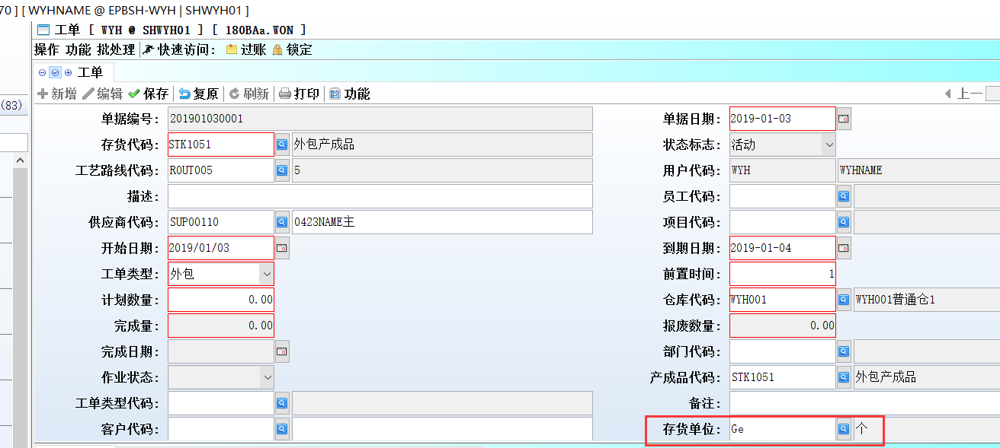 70 ] [ WYHNAME @ EPBSH-WYH | SHWYH01 ]
工单 [ WYH @ SHWYH01 ] [ 180BAa.WON ]
操作 功能 批处理 快速访问： 过账 锁定
工单
新增 编辑 保存 复原 刷新 打印 功能 上一
(83)
单据编号： 201901030001 单据日期： 2019-01-03
存货代码： STK1051 外包产成品 状态标志： 活动
工艺路线代码： ROUT005 5 用户代码： WYH WYHNAME
描述： 员工代码：
供应商代码： SUP00110 0423NAME主 项目代码：
开始日期： 2019/01/03 到期日期： 2019-01-04
工单类型： 外包 前置时间： 1
计划数量： 0.00 仓库代码： WYH001 WYH001普通仓1
完成量： 0.00 报废数量： 0.00
完成日期： 部门代码：
作业状态： 产成品代码： STK1051 外包产成品
工单类型代码： 备注：
客户代码： 存货单位： Ge 个